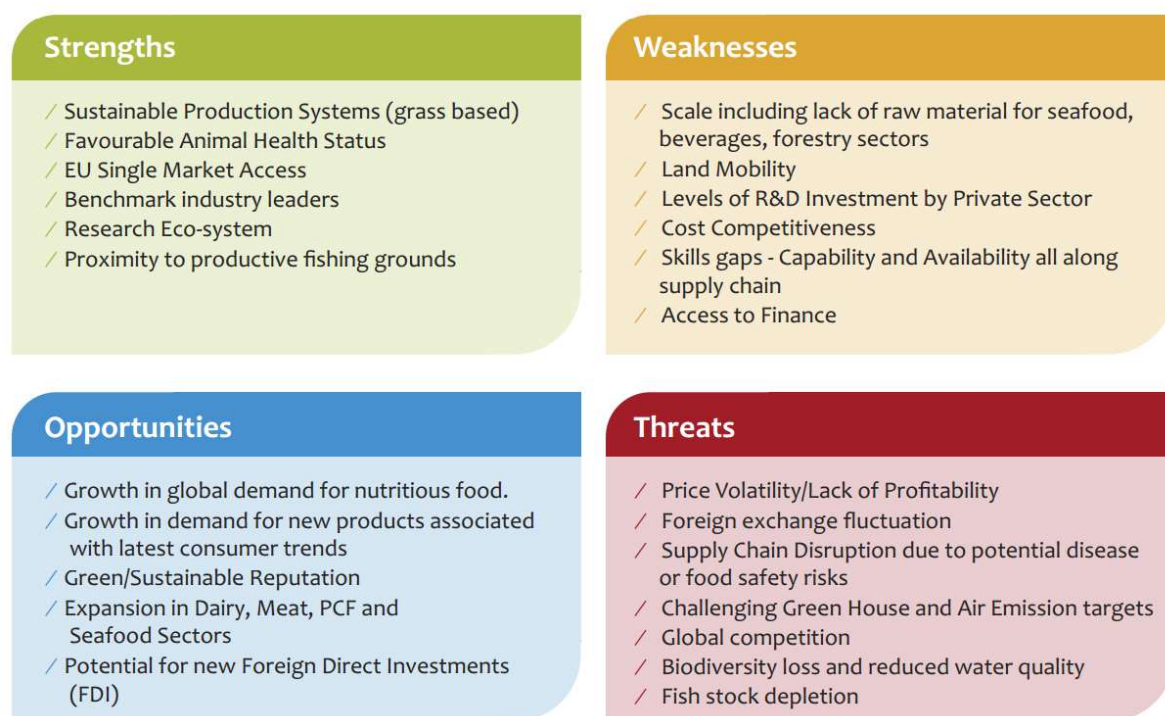 Strengths
/ Sustainable Production Systems (grass based)
/ Favourable Animal Health Status
/ EU Single Market Access
/ Benchmark industry leaders
/ Research Eco-system
/ Proximity to productive fishing grounds
Weaknesses
/ Scale including lack of raw material for seafood,
beverages, forestry sectors
/ Land Mobility
/ Levels of R&D Investment by Private Sector
/ Cost Competitiveness
/ Skills gaps - Capability and Availability all along
supply chain
/ Access to Finance
Opportunities
/ Growth in global demand for nutritious food.
/ Growth in demand for new products associated
with latest consumer trends
/ Green/Sustainable Reputation
/ Expansion in Dairy, Meat, PCF and
Seafood Sectors
/ Potential for new Foreign Direct Investments
(FDI)
Threats
/ Price Volatility/Lack of Profitability
/ Foreign exchange fluctuation
/ Supply Chain Disruption due to potential disease
or food safety risks
/ Challenging Green House and Air Emission targets
/ Global competition
/ Biodiversity loss and reduced water quality
/ Fish stock depletion